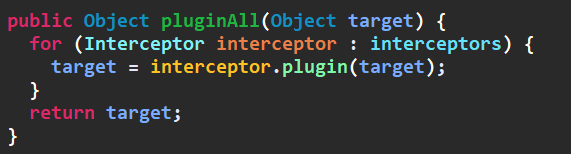 public Object pluginAll(Object target) {
  for (Interceptor interceptor : interceptors) {
    target = interceptor.plugin(target);
  }
  return target;
}